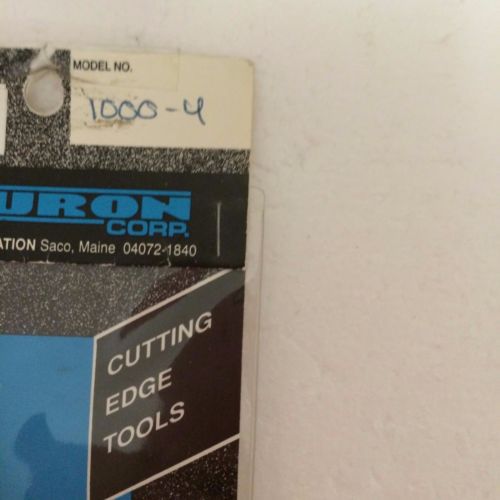 MODEL NO.
1000-4
URON
CORP.
ATION Saco, Maine 04072-1840
CUTTING
EDGE
TOOLS